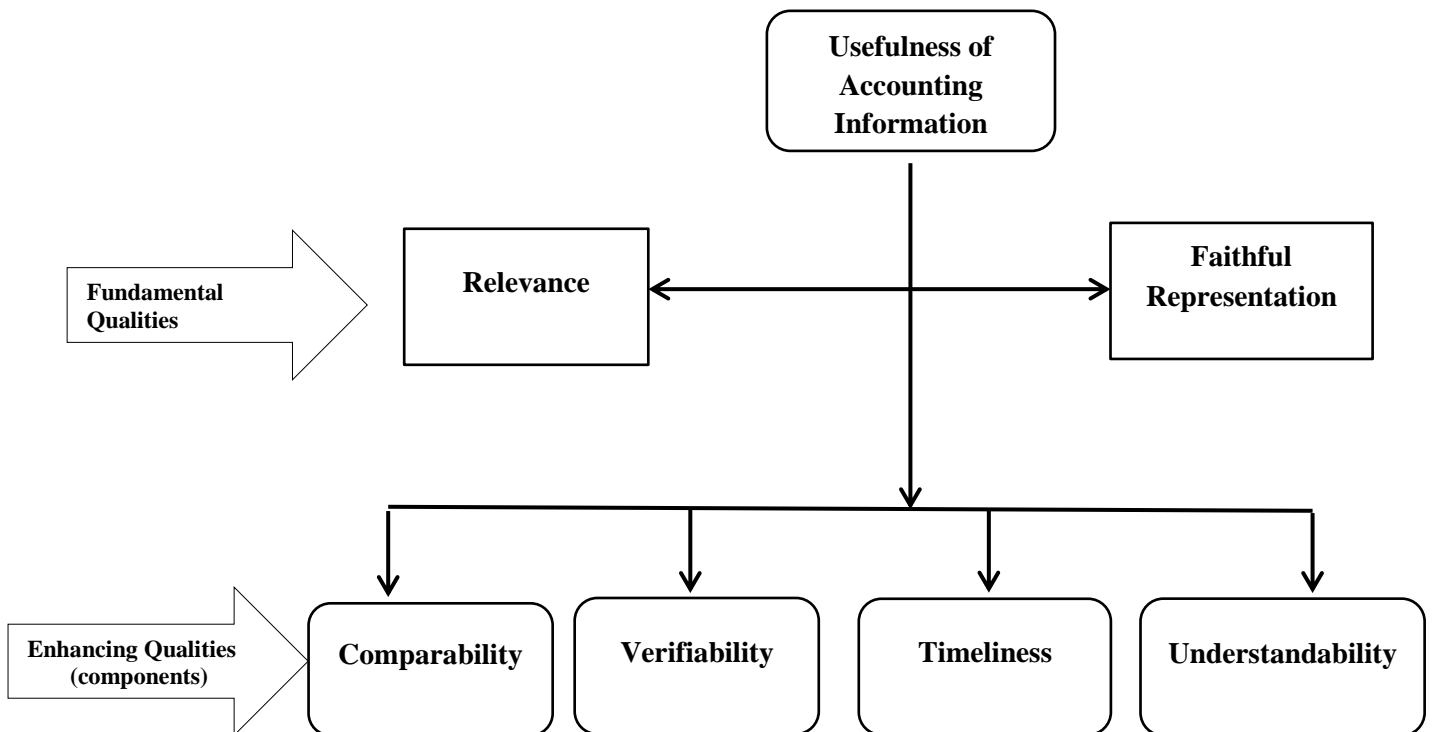 Usefulness of
Accounting
Information
Fundamental
Qualities
Relevance
Faithful
Representation
Enhancing Qualities
(components)
Comparability
Verifiability
Timeliness
Understandability